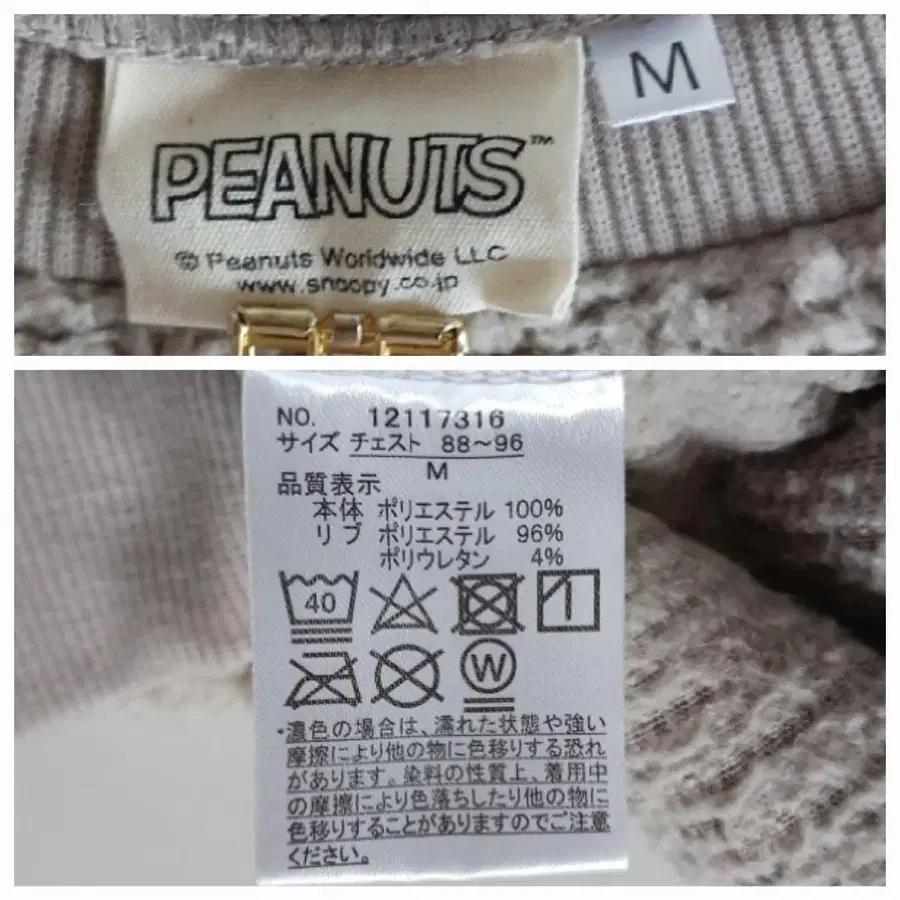 PEANUTS™
© Peanuts Worldwide LLC
www.snoopy.co.jp
M
NO. 12117316
サイズ チェスト 88～96
M
品質表示
本体 ポリエステル 100%
リブ ポリエステル 96%
ポリウレタン 4%
40
W
・濃色の場合は、濡れた状態や強い
摩擦により他の物に色移りする恐れ
があります。染料の性質上、着用中
の摩擦により色落ちしたり他の物に
色移りすることがありますのでご注意
ください。